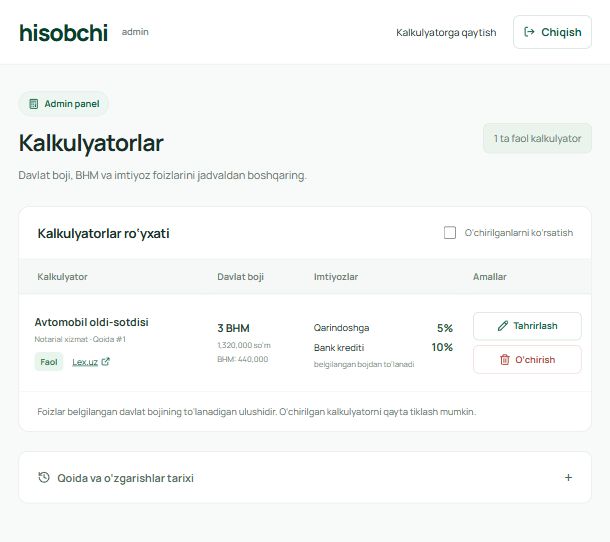 hisobchi admin Kalkulyatorga qaytish Chiqish
Admin panel
Kalkulyatorlar
1 ta faol kalkulyator
Davlat boji, BHM va imtiyoz foizlarini jadvaldan boshqaring.
Kalkulyatorlar ro‘yxati
O‘chirilganlarni ko‘rsatish
Kalkulyator Davlat boji Imtiyozlar Amallar
Avtomobil oldi-sotdisi
Notarial xizmat · Qoida #1
Faol Lex.uz
3 BHM
1,320,000 so‘m
BHM: 440,000
Qarindoshga 5%
Bank krediti 10%
belgilangan bojdan to‘lanadi
Tahrirlash
O‘chirish
Foizlar belgilangan davlat bojining to‘lanadigan ulushidir. O‘chirilgan kalkulyatorni qayta tiklash mumkin.
Qoida va o‘zgarishlar tarixi +